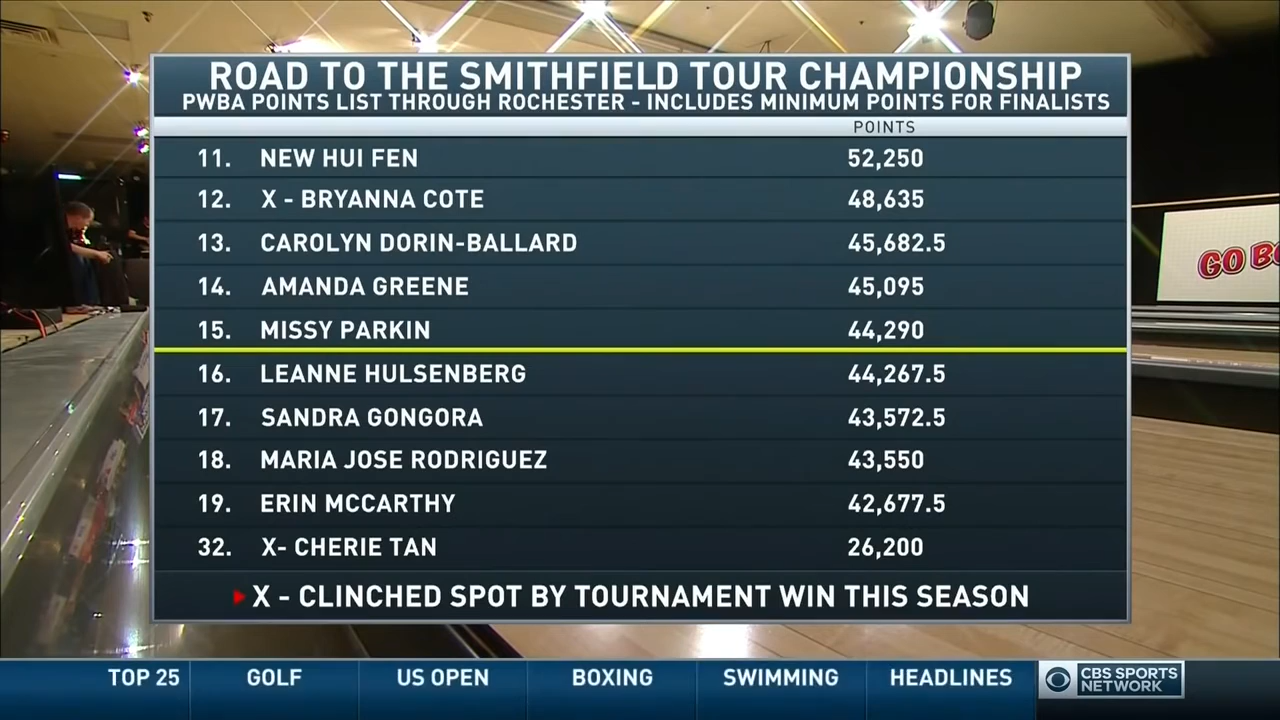 ROAD TO THE SMITHFIELD TOUR CHAMPIONSHIP
PWBA POINTS LIST THROUGH ROCHESTER - INCLUDES MINIMUM POINTS FOR FINALISTS
POINTS
11. NEW HUI FEN 52,250
12. X - BRYANNA COTE 48,635
13. CAROLYN DORIN-BALLARD 45,682.5
14. AMANDA GREENE 45,095
15. MISSY PARKIN 44,290
16. LEANNE HULSENBERG 44,267.5
17. SANDRA GONGORA 43,572.5
18. MARIA JOSE RODRIGUEZ 43,550
19. ERIN MCCARTHY 42,677.5
32. X- CHERIE TAN 26,200
X - CLINCHED SPOT BY TOURNAMENT WIN THIS SEASON
GO
TOP 25 GOLF US OPEN BOXING SWIMMING HEADLINES CBS SPORTS NETWORK